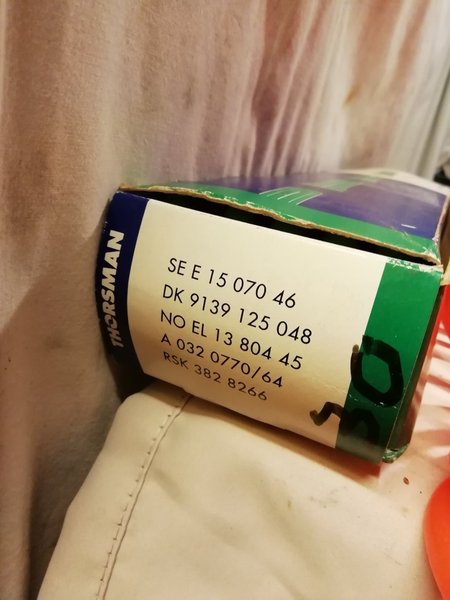 THORSMAN
SE E 15 070 46
DK 9139 125 048
NO EL 13 804 45
A 032 0770/64
RSK 382 8266
30